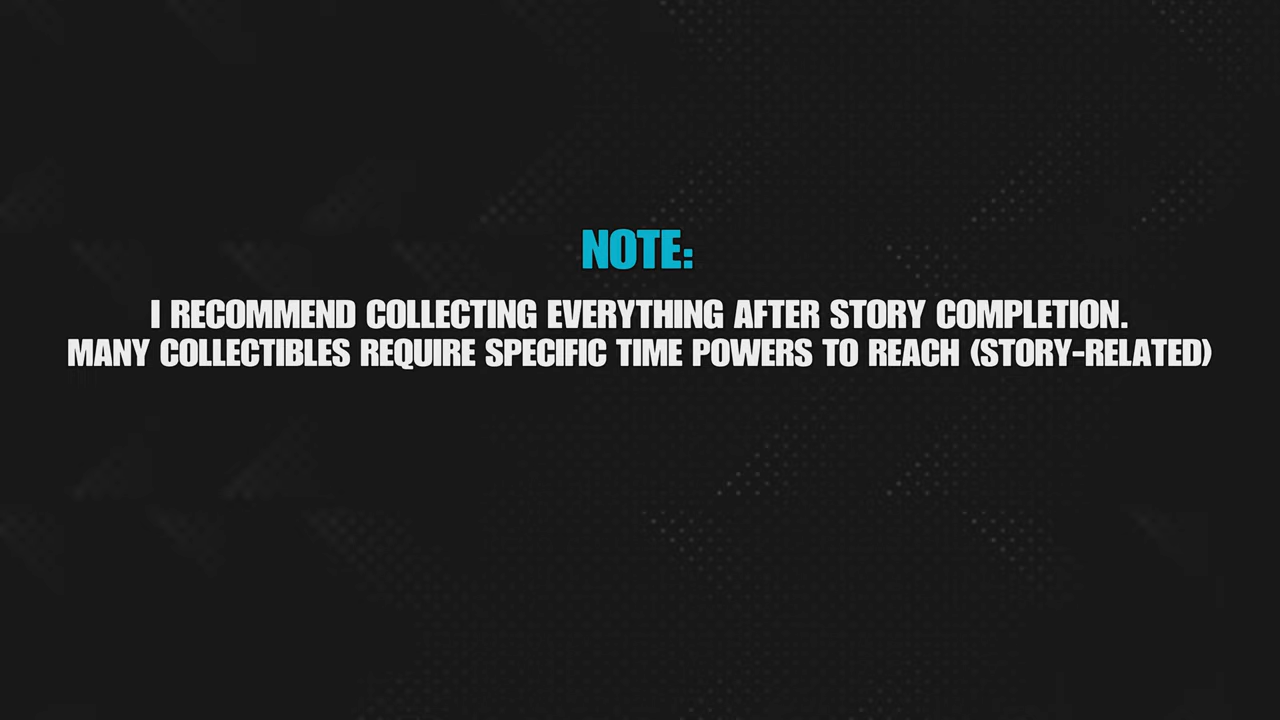 NOTE:
I RECOMMEND COLLECTING EVERYTHING AFTER STORY COMPLETION.
MANY COLLECTIBLES REQUIRE SPECIFIC TIME POWERS TO REACH (STORY-RELATED)